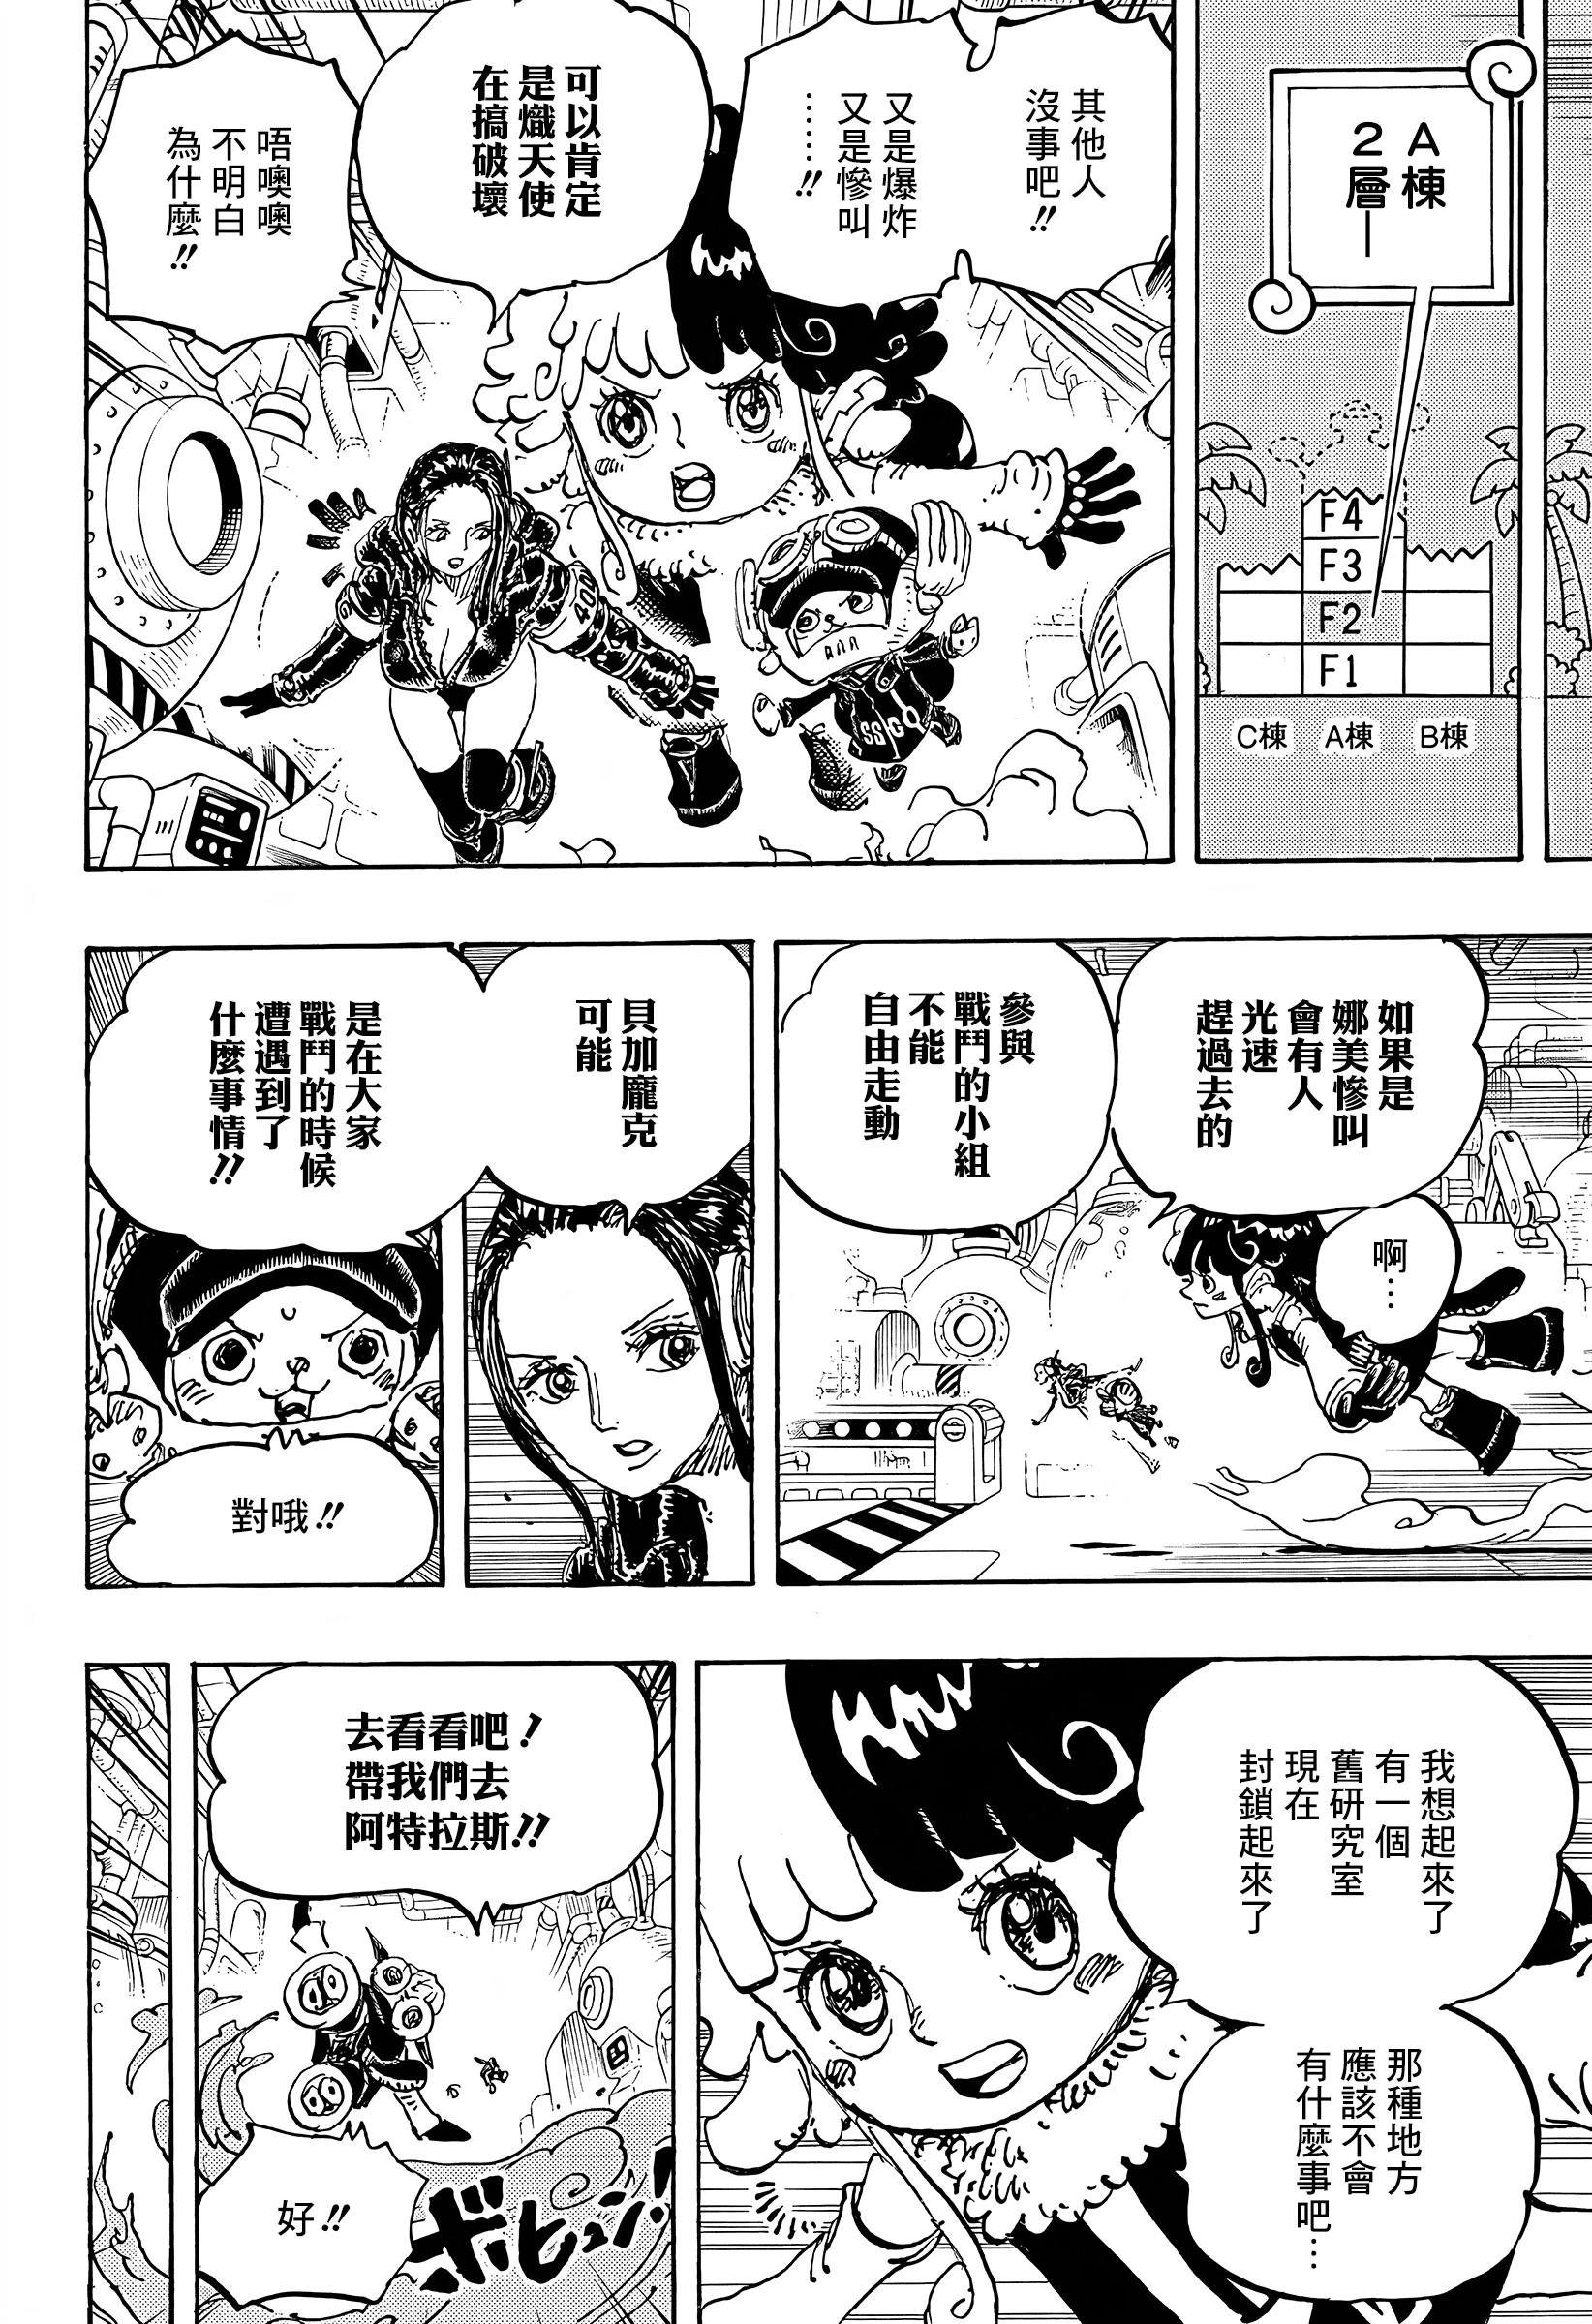 A棟
2層—
F4
F3
F2
F1
C棟
A棟
B棟
其他人
沒事吧!!
又是爆炸
又是慘叫
……!!
可以肯定
是熾天使
在搞破壞
唔噢噢
不明白
為什麼!!
400
SSGO
如果是
娜美慘叫
會有人
光速
趕過去的
啊…
參與
戰鬥的小組
不能
自由走動
貝加龐克
可能
是在大家
戰鬥的時候
遭遇到了
什麼事情!!
對哦!!
我想起來了
有一個
舊研究室
現在
封鎖起來了
那種地方
應該不會
有什麼事吧…
去看看吧!
帶我們去
阿特拉斯!!
ボヒュン!
好!!